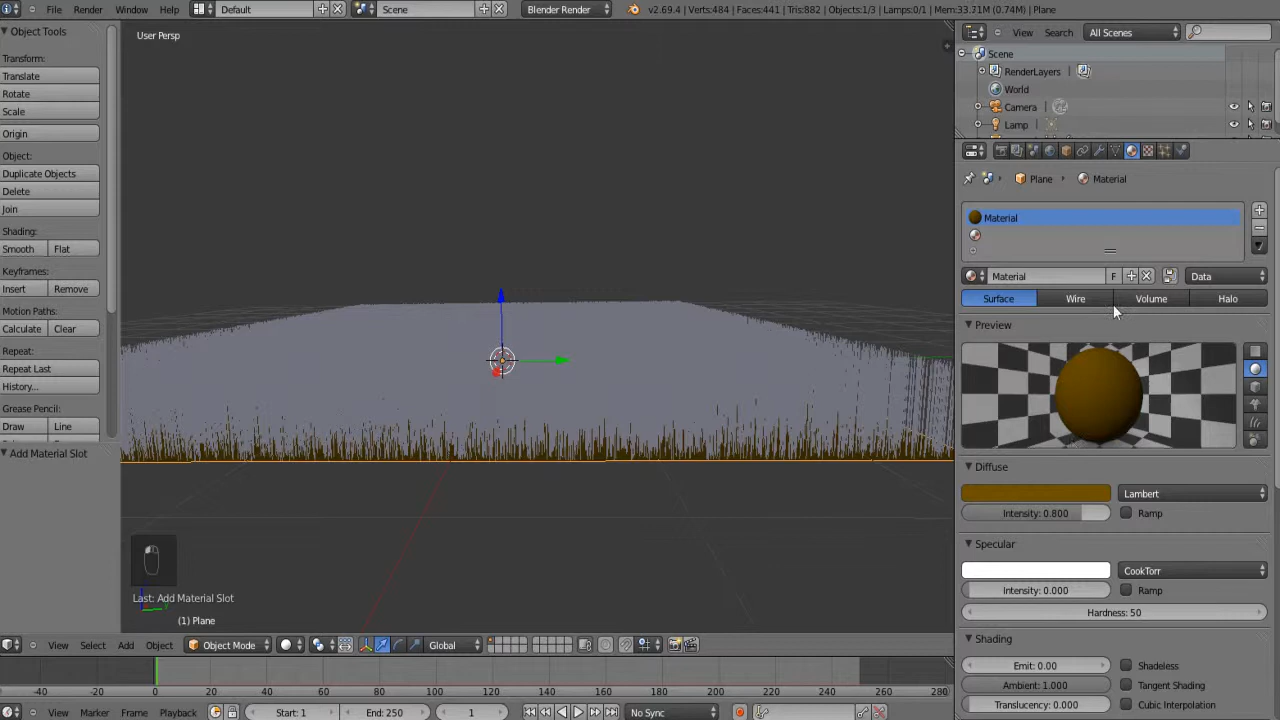 File Render Window Help Default Scene Blender Render v2.69.4 | Verts:484 | Faces:441 | Tris:882 | Objects:1/3 | Lamps:0/1 | Mem:33.71M (0.74M) | Plane
Object Tools
Transform:
Translate
Rotate
Scale
Origin
Object:
Duplicate Objects
Delete
Join
Shading:
Smooth Flat
Keyframes:
Insert Remove
Motion Paths:
Calculate Clear
Repeat:
Repeat Last
History...
Grease Pencil:
Draw Line
Add Material Slot
User Persp
Last: Add Material Slot
(1) Plane
View Search All Scenes
Scene
RenderLayers
World
Camera
Lamp
Plane Material
Material
Material F Data
Surface Wire Volume Halo
Preview
Diffuse
Lambert
Intensity: 0.800 Ramp
Specular
CookTorr
Intensity: 0.000 Ramp
Hardness: 50
Shading
Emit: 0.00 Shadeless
Ambient: 1.000 Tangent Shading
Translucency: 0.000 Cubic Interpolation
View Select Add Object Object Mode Global
-40 -20 0 20 40 60 80 100 120 140 160 180 200 220 240 260 280
View Marker Frame Playback Start: 1 End: 250 1 No Sync